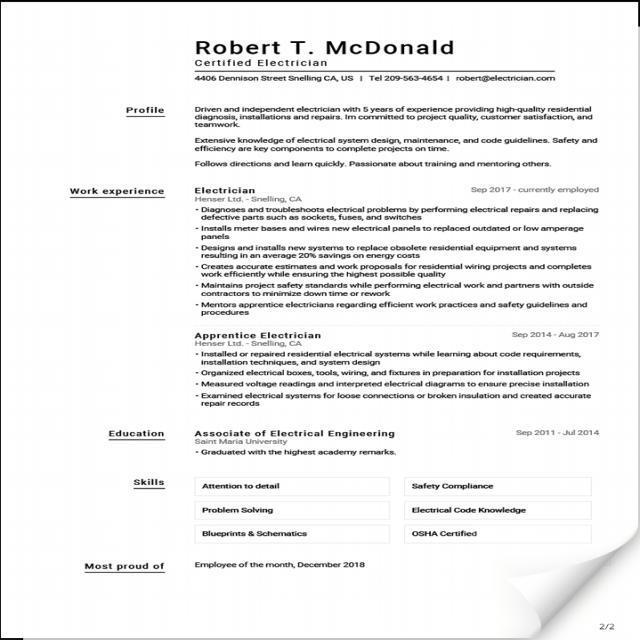 Robert T. McDonald
Certified Electrician
4406 Dennison Street Snelling CA, US | Tel 209-563-4654 | robert@electrician.com
Profile
Driven and independent electrician with 5 years of experience providing high-quality residential
diagnosis, installations and repairs. Im committed to project quality, customer satisfaction, and
teamwork.
Extensive knowledge of electrical system design, maintenance, and code guidelines. Safety and
efficiency are key components to complete projects on time.
Follows directions and learn quickly. Passionate about training and mentoring others.
Work experience
Electrician Sep 2017 - currently employed
Henser Ltd. - Snelling, CA
- Diagnoses and troubleshoots electrical problems by performing electrical repairs and replacing
defective parts such as sockets, fuses, and switches
- Installs meter bases and wires new electrical panels to replaced outdated or low amperage
panels
- Designs and installs new systems to replace obsolete residential equipment and systems
resulting in an average 20% savings on energy costs
- Creates accurate estimates and work proposals for residential wiring projects and completes
work efficiently while ensuring the highest possible quality
- Maintains project safety standards while performing electrical work and partners with outside
contractors to minimize down time or rework
- Mentors apprentice electricians regarding efficient work practices and safety guidelines and
procedures
Apprentice Electrician Sep 2014 - Aug 2017
Henser Ltd. - Snelling, CA
- Installed or repaired residential electrical systems while learning about code requirements,
installation techniques, and system design
- Organized electrical boxes, tools, wiring, and fixtures in preparation for installation projects
- Measured voltage readings and interpreted electrical diagrams to ensure precise installation
- Examined electrical systems for loose connections or broken insulation and created accurate
repair records
Education
Associate of Electrical Engineering Sep 2011 - Jul 2014
Saint Maria University
- Graduated with the highest academy remarks.
Skills
Attention to detail Safety Compliance
Problem Solving Electrical Code Knowledge
Blueprints & Schematics OSHA Certified
Most proud of
Employee of the month, December 2018
2/2